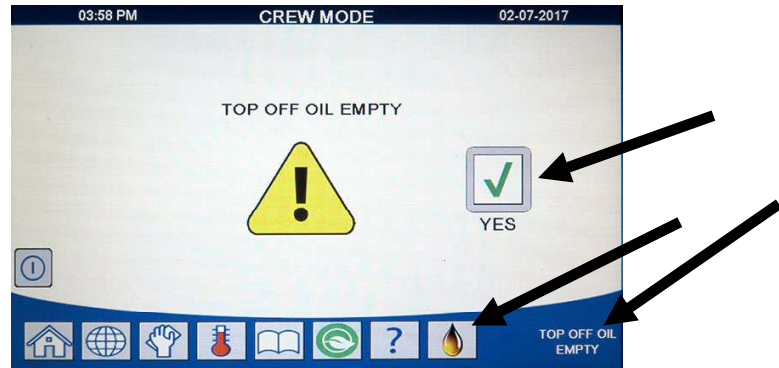 03:58 PM CREW MODE 02-07-2017
TOP OFF OIL EMPTY
YES
?
TOP OFF OIL
EMPTY